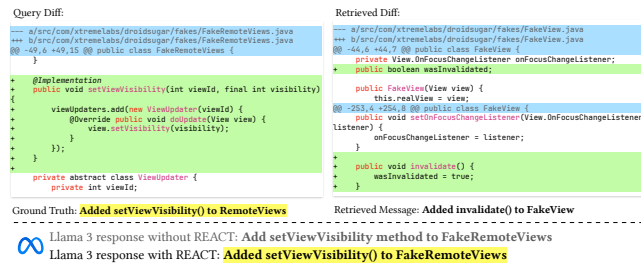 Query Diff:
--- a/src/com/xtremelabs/droidsugar/fakes/FakeRemoteViews.java
+++ b/src/com/xtremelabs/droidsugar/fakes/FakeRemoteViews.java
@@ -49,6 +49,15 @@ public class FakeRemoteViews {
}
+
+ @Implementation
+ public void setViewVisibility(int viewId, final int visibility)
{
+ viewUpdaters.add(new ViewUpdater(viewId) {
+ @Override public void doUpdate(View view) {
+ view.setVisibility(visibility);
+ }
+ });
+ }
+
private abstract class ViewUpdater {
private int viewId;
Ground Truth: Added setViewVisibility() to RemoteViews
Retrieved Diff:
--- a/src/com/xtremelabs/droidsugar/fakes/FakeView.java
+++ b/src/com/xtremelabs/droidsugar/fakes/FakeView.java
@@ -44,6 +44,7 @@ public class FakeView {
private View.OnFocusChangeListener onFocusChangeListener;
+ public boolean wasInvalidated;
public FakeView(View view) {
this.realView = view;
@@ -253,4 +254,8 @@ public class FakeView {
public void setOnFocusChangeListener(View.OnFocusChangeListener
listener) {
onFocusChangeListener = listener;
}
+
+ public void invalidate() {
+ wasInvalidated = true;
+ }
Retrieved Message: Added invalidate() to FakeView
Llama 3 response without REACT: Add setViewVisibility method to FakeRemoteViews
Llama 3 response with REACT: Added setViewVisibility() to FakeRemoteViews